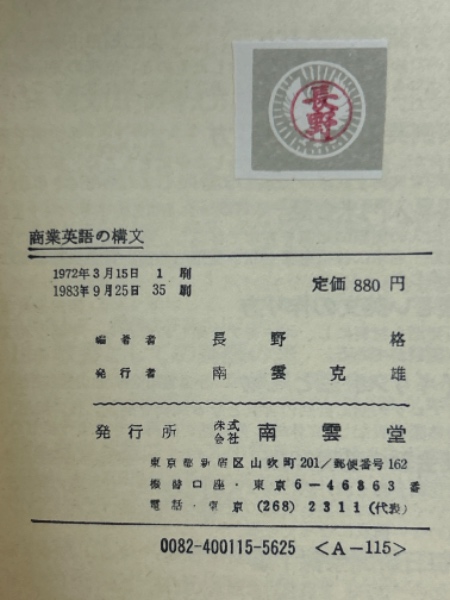 長野
商業英語の構文
1972年3月15日 1 刷
1983年9月25日 35 刷
定価 880 円
編著者 長野 格
発行者 南雲克雄
発行所 株式会社 南雲堂
東京都新宿区山吹町201/郵便番号162
振替口座・東京6-46863番
電話・東京 (268) 2311 (代表)
0082-400115-5625 <A-115>